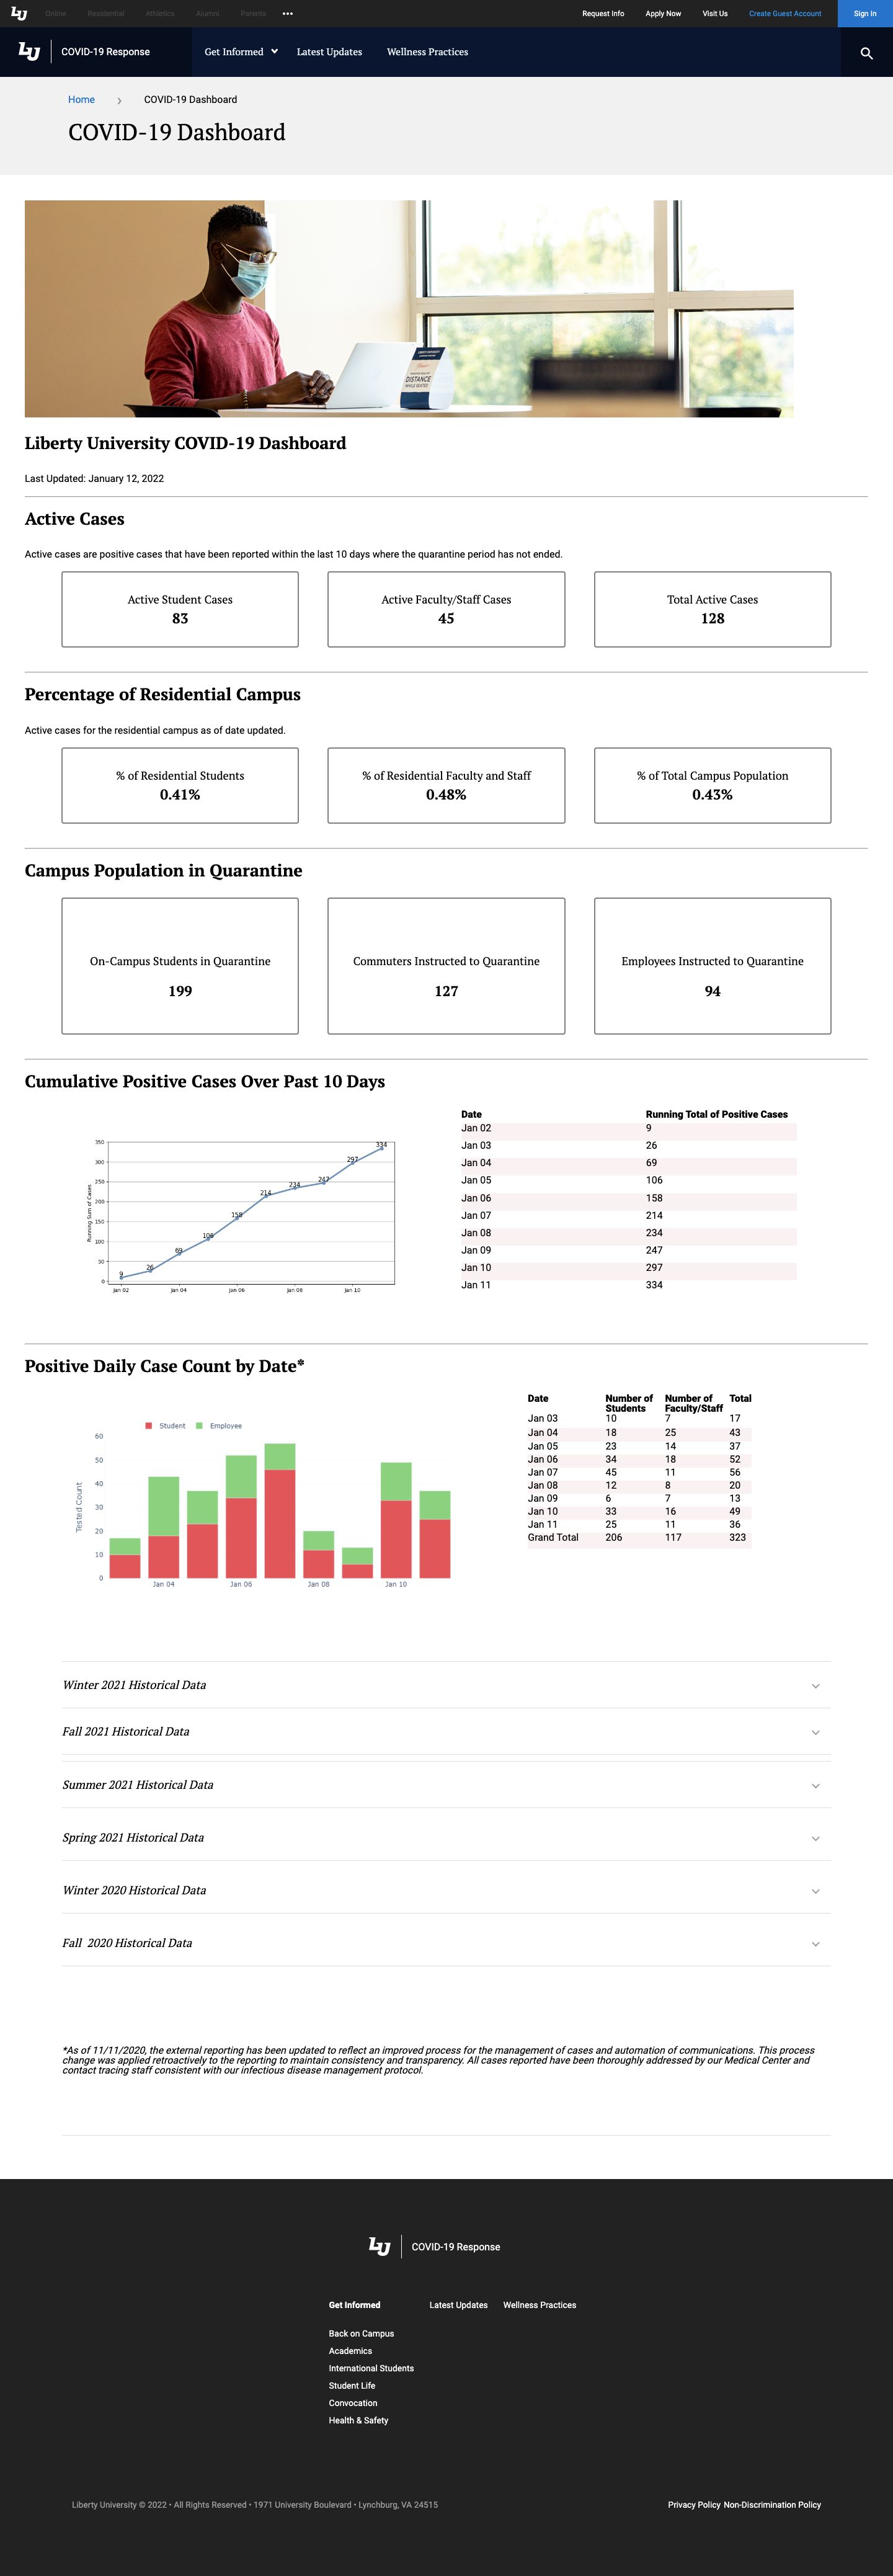 LU Online Residential Athletics Alumni Parents ••• Request Info Apply Now Visit Us Create Guest Account Sign In
LU COVID-19 Response Get Informed Latest Updates Wellness Practices
Home › COVID-19 Dashboard
COVID-19 Dashboard
DISTANCE
WHILE SEATED
Liberty University COVID-19 Dashboard
Last Updated: January 12, 2022
Active Cases
Active cases are positive cases that have been reported within the last 10 days where the quarantine period has not ended.
Active Student Cases
83
Active Faculty/Staff Cases
45
Total Active Cases
128
Percentage of Residential Campus
Active cases for the residential campus as of date updated.
% of Residential Students
0.41%
% of Residential Faculty and Staff
0.48%
% of Total Campus Population
0.43%
Campus Population in Quarantine
On-Campus Students in Quarantine
199
Commuters Instructed to Quarantine
127
Employees Instructed to Quarantine
94
Cumulative Positive Cases Over Past 10 Days
Running Sum of Cases
350
300
250
200
150
100
50
0
9 26 69 106 158 214 234 247 297 334
Jan 02 Jan 04 Jan 06 Jan 08 Jan 10
Date Running Total of Positive Cases
Jan 02 9
Jan 03 26
Jan 04 69
Jan 05 106
Jan 06 158
Jan 07 214
Jan 08 234
Jan 09 247
Jan 10 297
Jan 11 334
Positive Daily Case Count by Date*
Student Employee
Tested Count
60
50
40
30
20
10
0
Jan 04 Jan 06 Jan 08 Jan 10
Date Number of Students Number of Faculty/Staff Total
Jan 03 10 7 17
Jan 04 18 25 43
Jan 05 23 14 37
Jan 06 34 18 52
Jan 07 45 11 56
Jan 08 12 8 20
Jan 09 6 7 13
Jan 10 33 16 49
Jan 11 25 11 36
Grand Total 206 117 323
Winter 2021 Historical Data
Fall 2021 Historical Data
Summer 2021 Historical Data
Spring 2021 Historical Data
Winter 2020 Historical Data
Fall 2020 Historical Data
*As of 11/11/2020, the external reporting has been updated to reflect an improved process for the management of cases and automation of communications. This process
change was applied retroactively to the reporting to maintain consistency and transparency. All cases reported have been thoroughly addressed by our Medical Center and
contact tracing staff consistent with our infectious disease management protocol.
LU COVID-19 Response
Get Informed Latest Updates Wellness Practices
Back on Campus
Academics
International Students
Student Life
Convocation
Health & Safety
Liberty University © 2022 • All Rights Reserved • 1971 University Boulevard • Lynchburg, VA 24515 Privacy Policy Non-Discrimination Policy